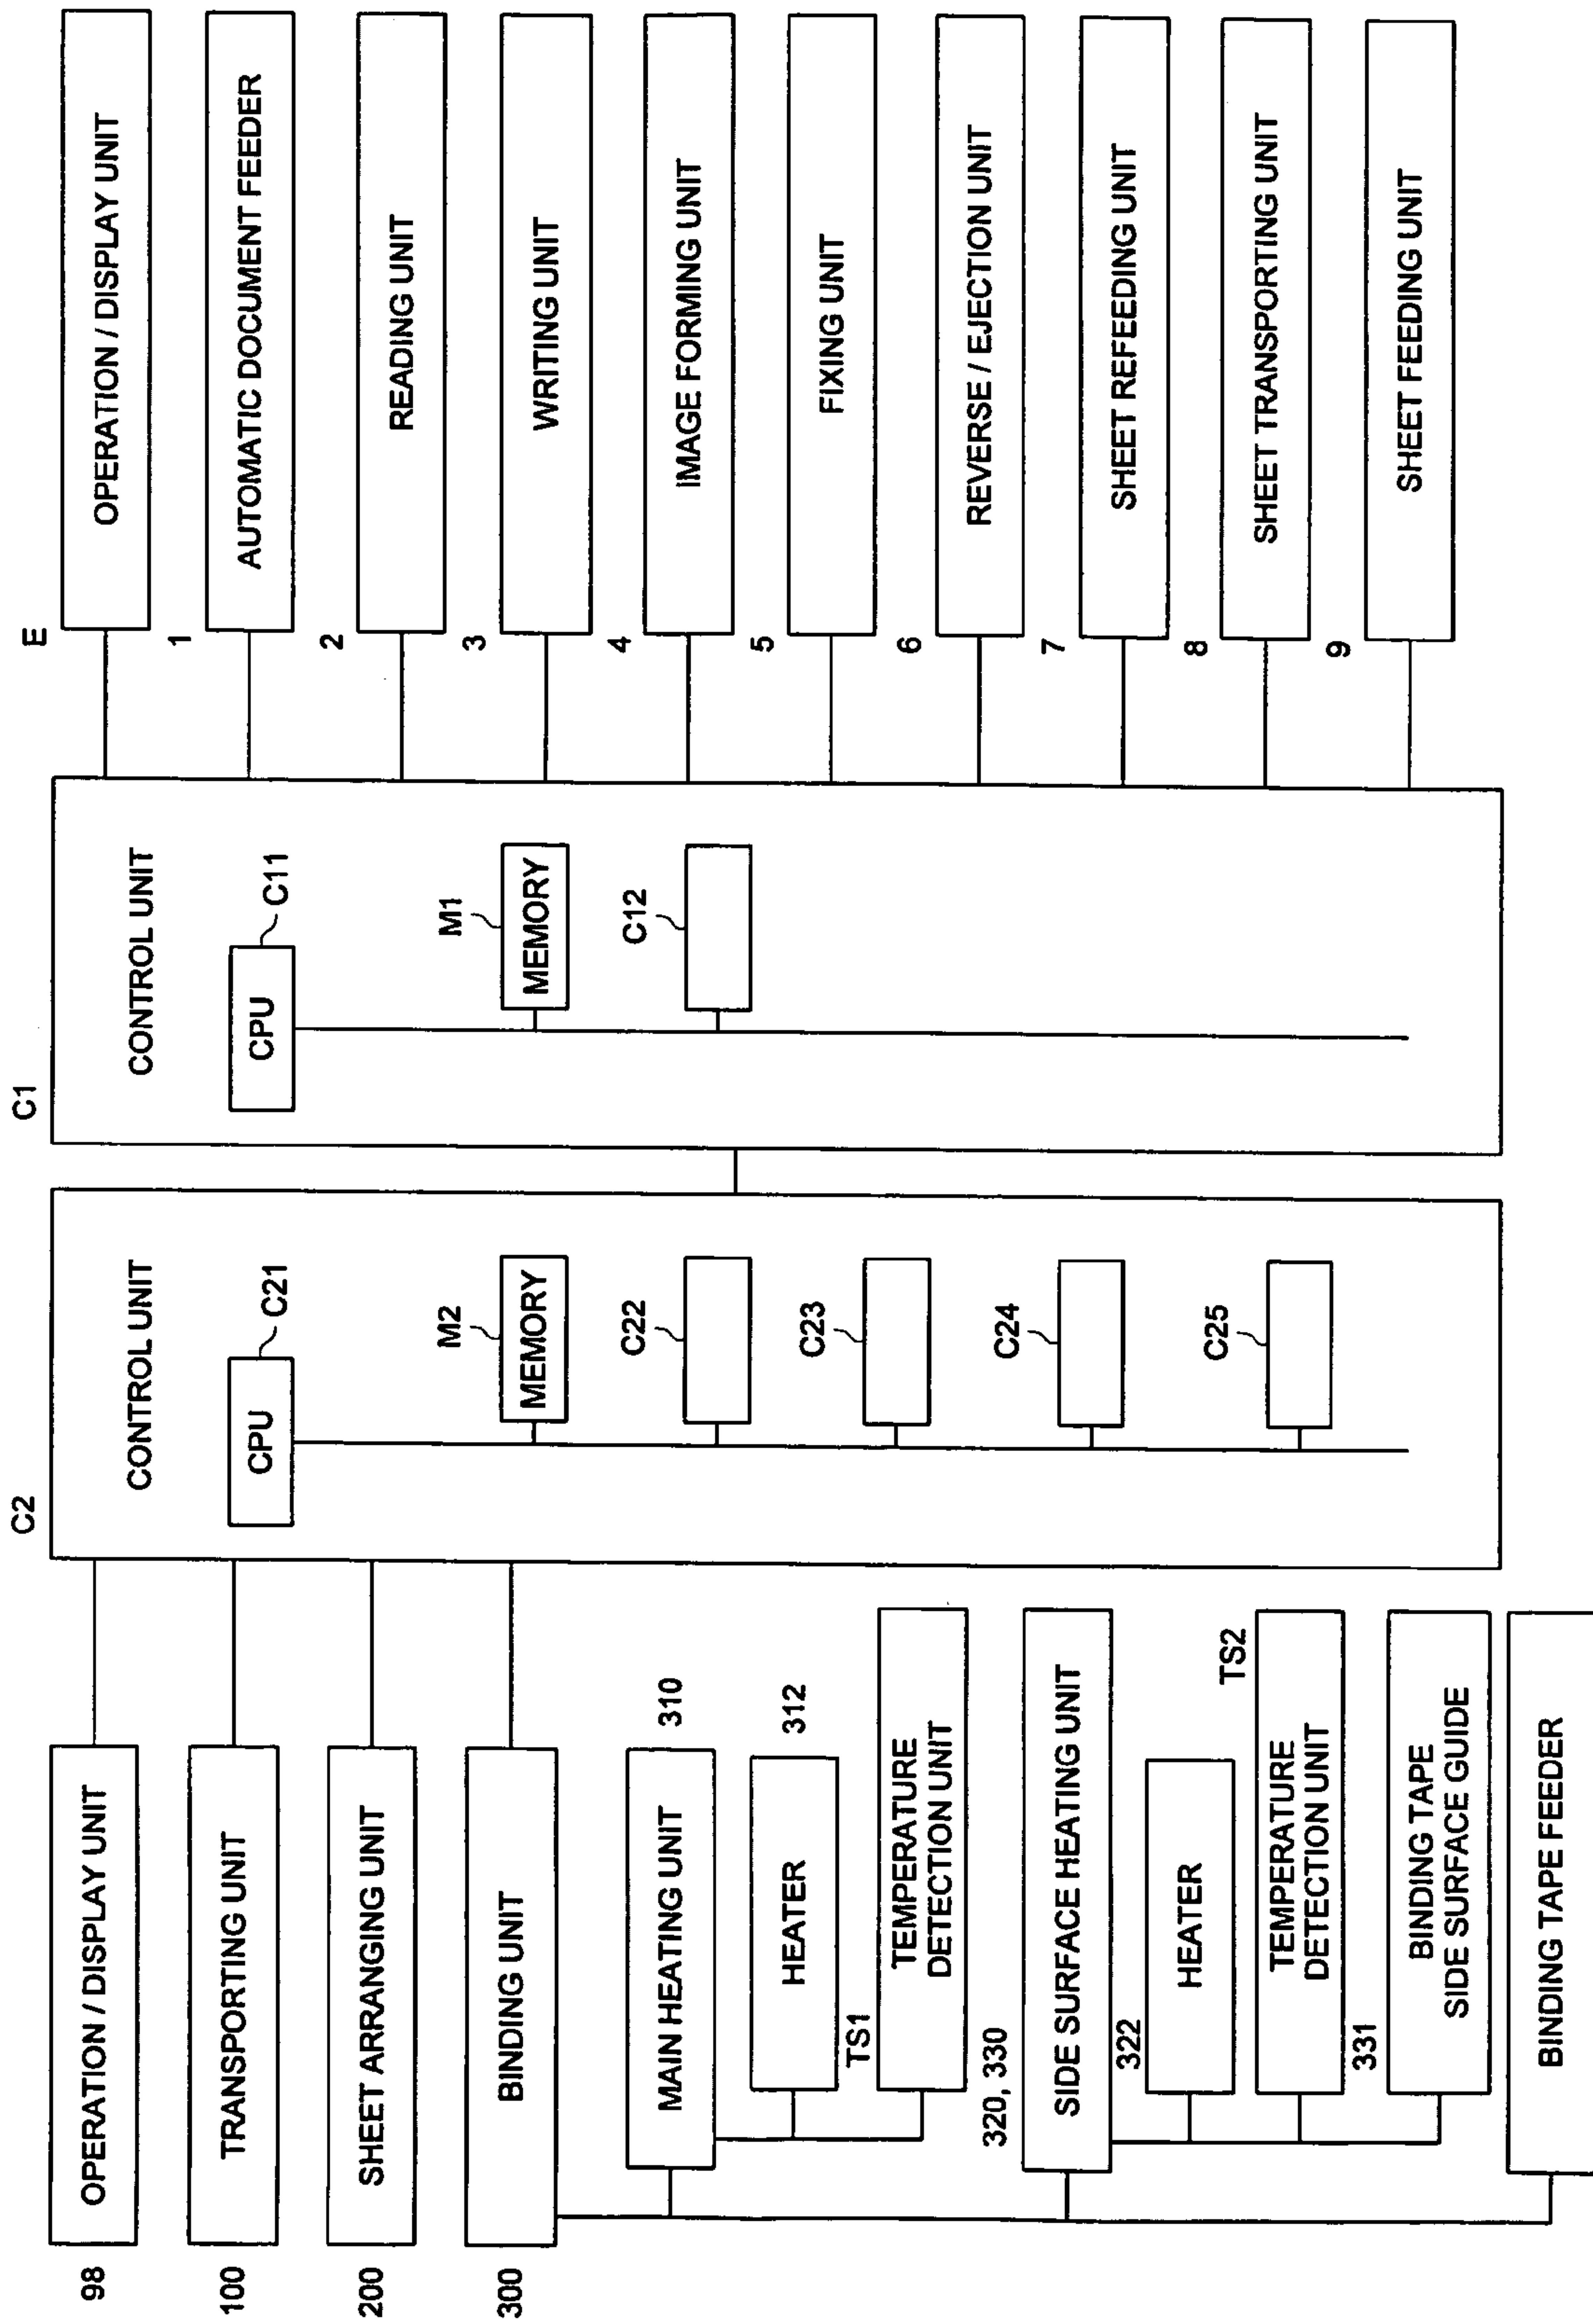 98
OPERATION / DISPLAY UNIT
100
TRANSPORTING UNIT
200
SHEET ARRANGING UNIT
300
BINDING UNIT
MAIN HEATING UNIT
310
HEATER
312
TS1
TEMPERATURE
DETECTION UNIT
320, 330
SIDE SURFACE HEATING UNIT
322
HEATER
TS2
TEMPERATURE
DETECTION UNIT
331
BINDING TAPE
SIDE SURFACE GUIDE
BINDING TAPE FEEDER
C2
CONTROL UNIT
CPU
C21
M2
MEMORY
C22
C23
C24
C25
C1
CONTROL UNIT
CPU
C11
M1
MEMORY
C12
E
OPERATION / DISPLAY UNIT
1
AUTOMATIC DOCUMENT FEEDER
2
READING UNIT
3
WRITING UNIT
4
IMAGE FORMING UNIT
5
FIXING UNIT
6
REVERSE / EJECTION UNIT
7
SHEET REFEEDING UNIT
8
SHEET TRANSPORTING UNIT
9
SHEET FEEDING UNIT